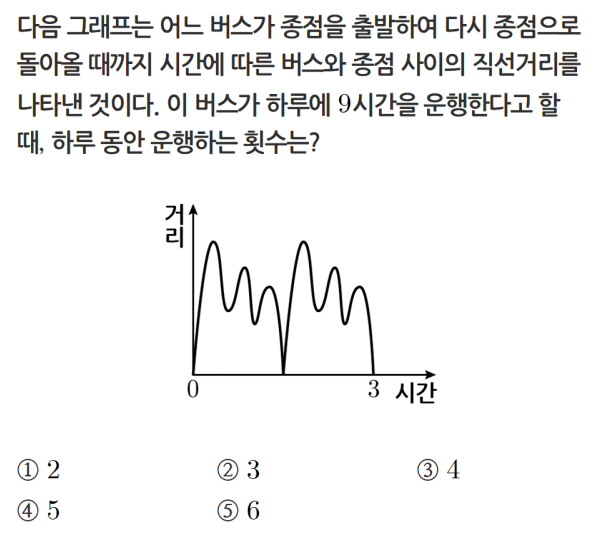 다음 그래프는 어느 버스가 종점을 출발하여 다시 종점으로
돌아올 때까지 시간에 따른 버스와 종점 사이의 직선거리를
나타낸 것이다. 이 버스가 하루에 9시간을 운행한다고 할
때, 하루 동안 운행하는 횟수는?
거
리
0 3 시간
① 2 ② 3 ③ 4
④ 5 ⑤ 6